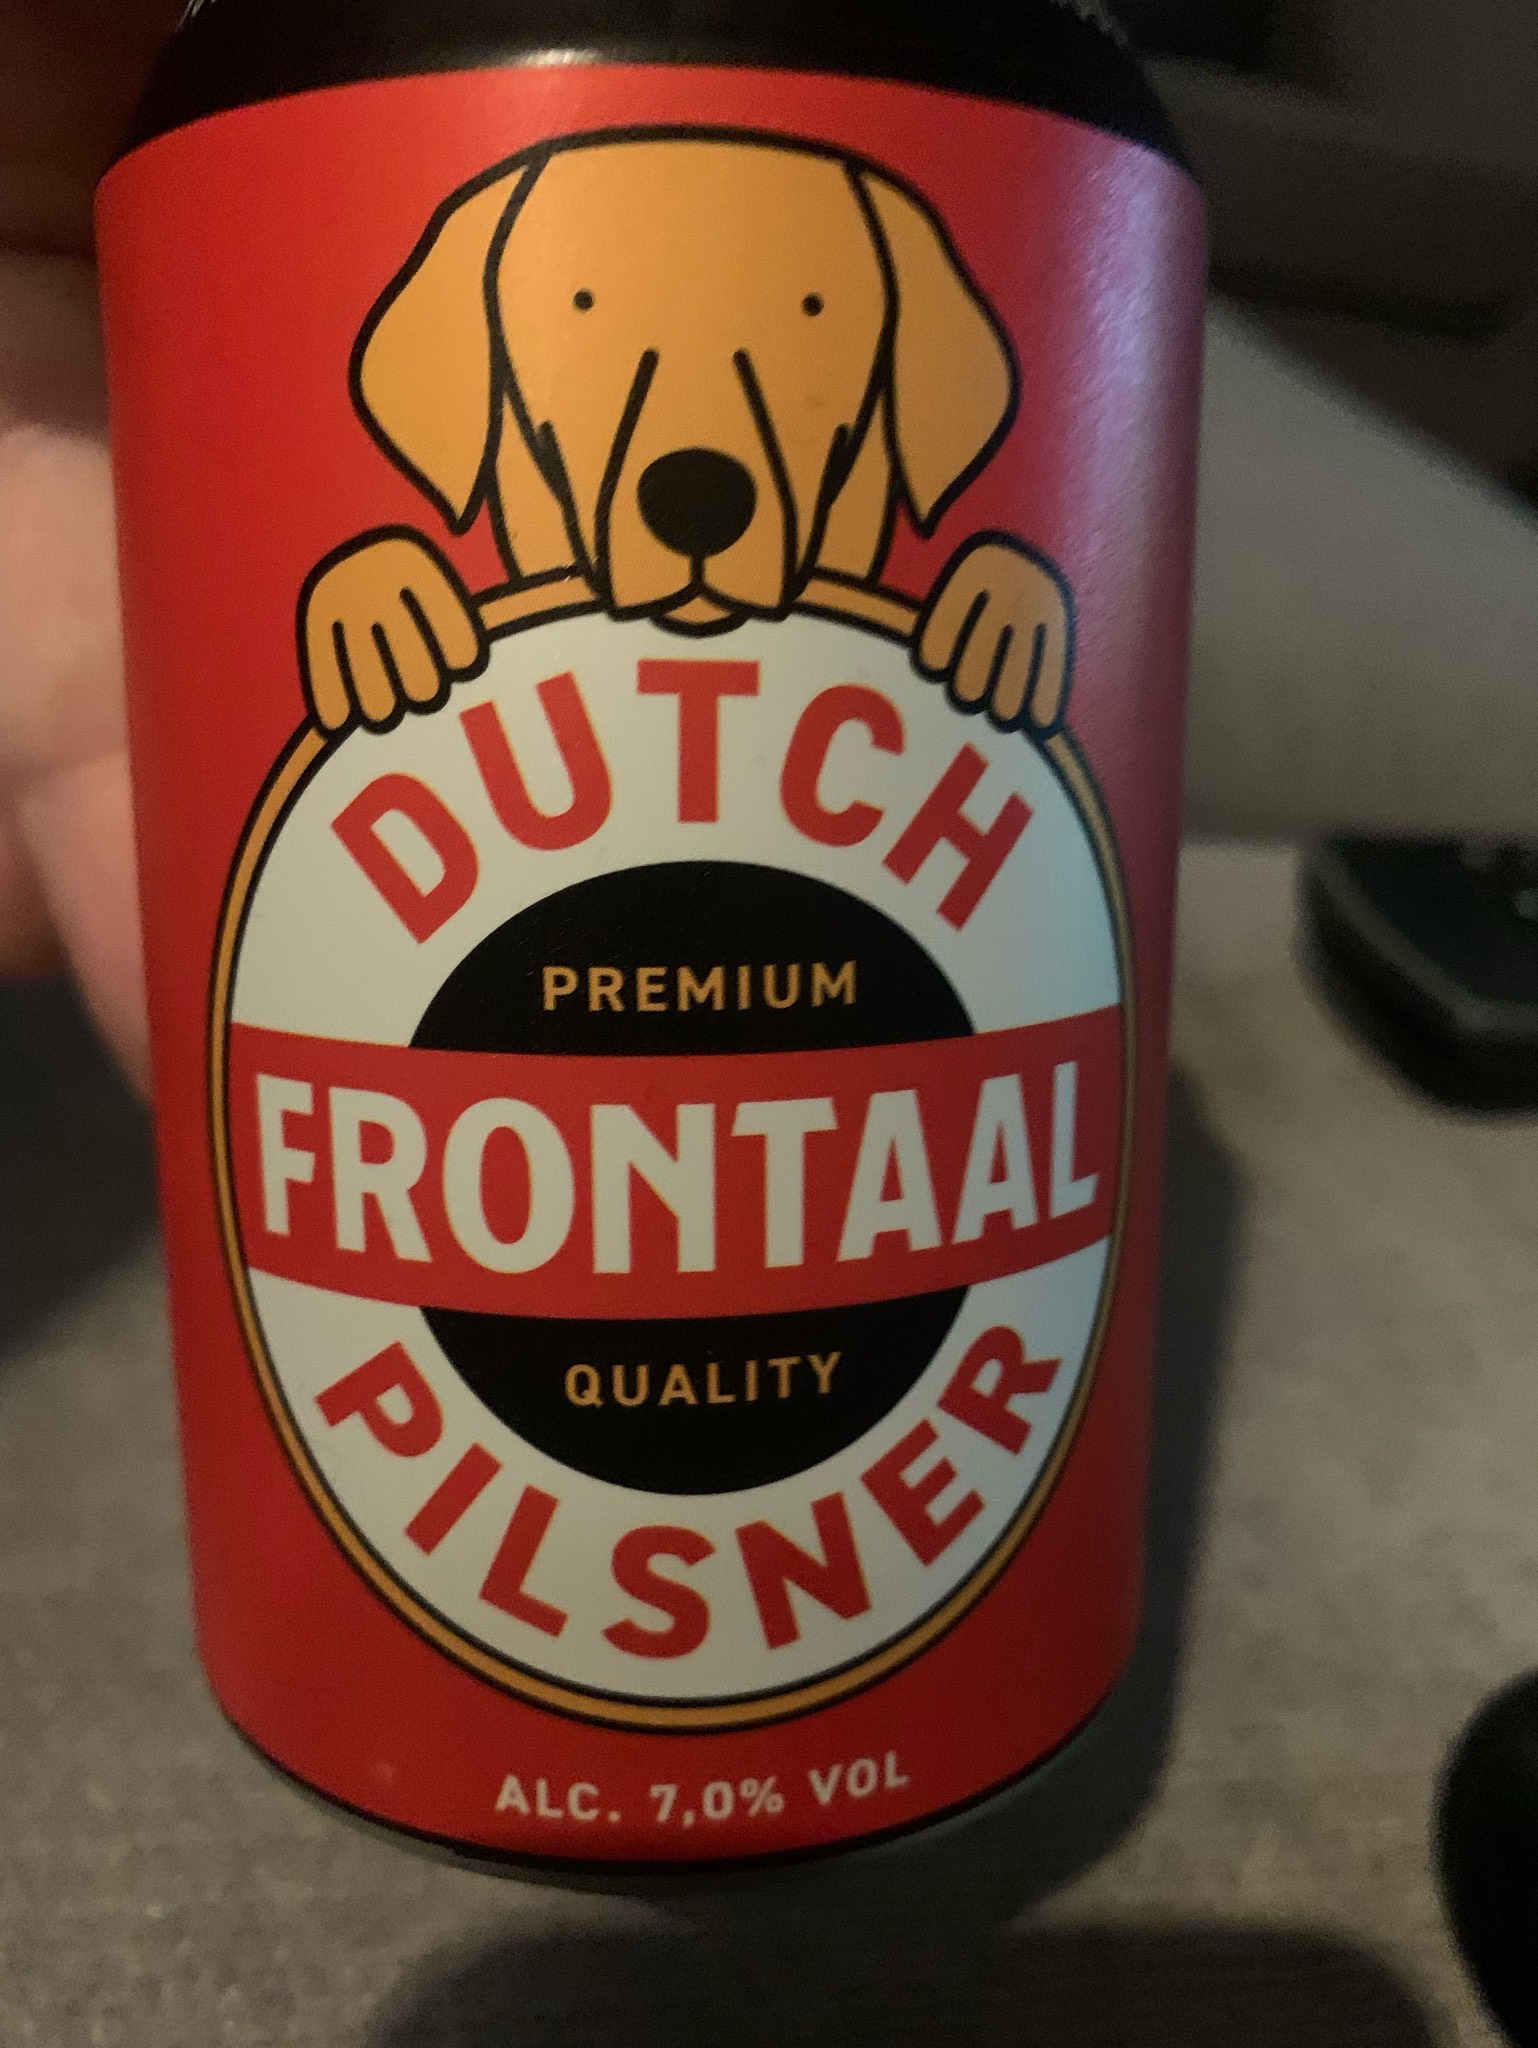 DUTCH
PREMIUM
FRONTAAL
QUALITY
PILSNER
ALC. 7,0% VOL